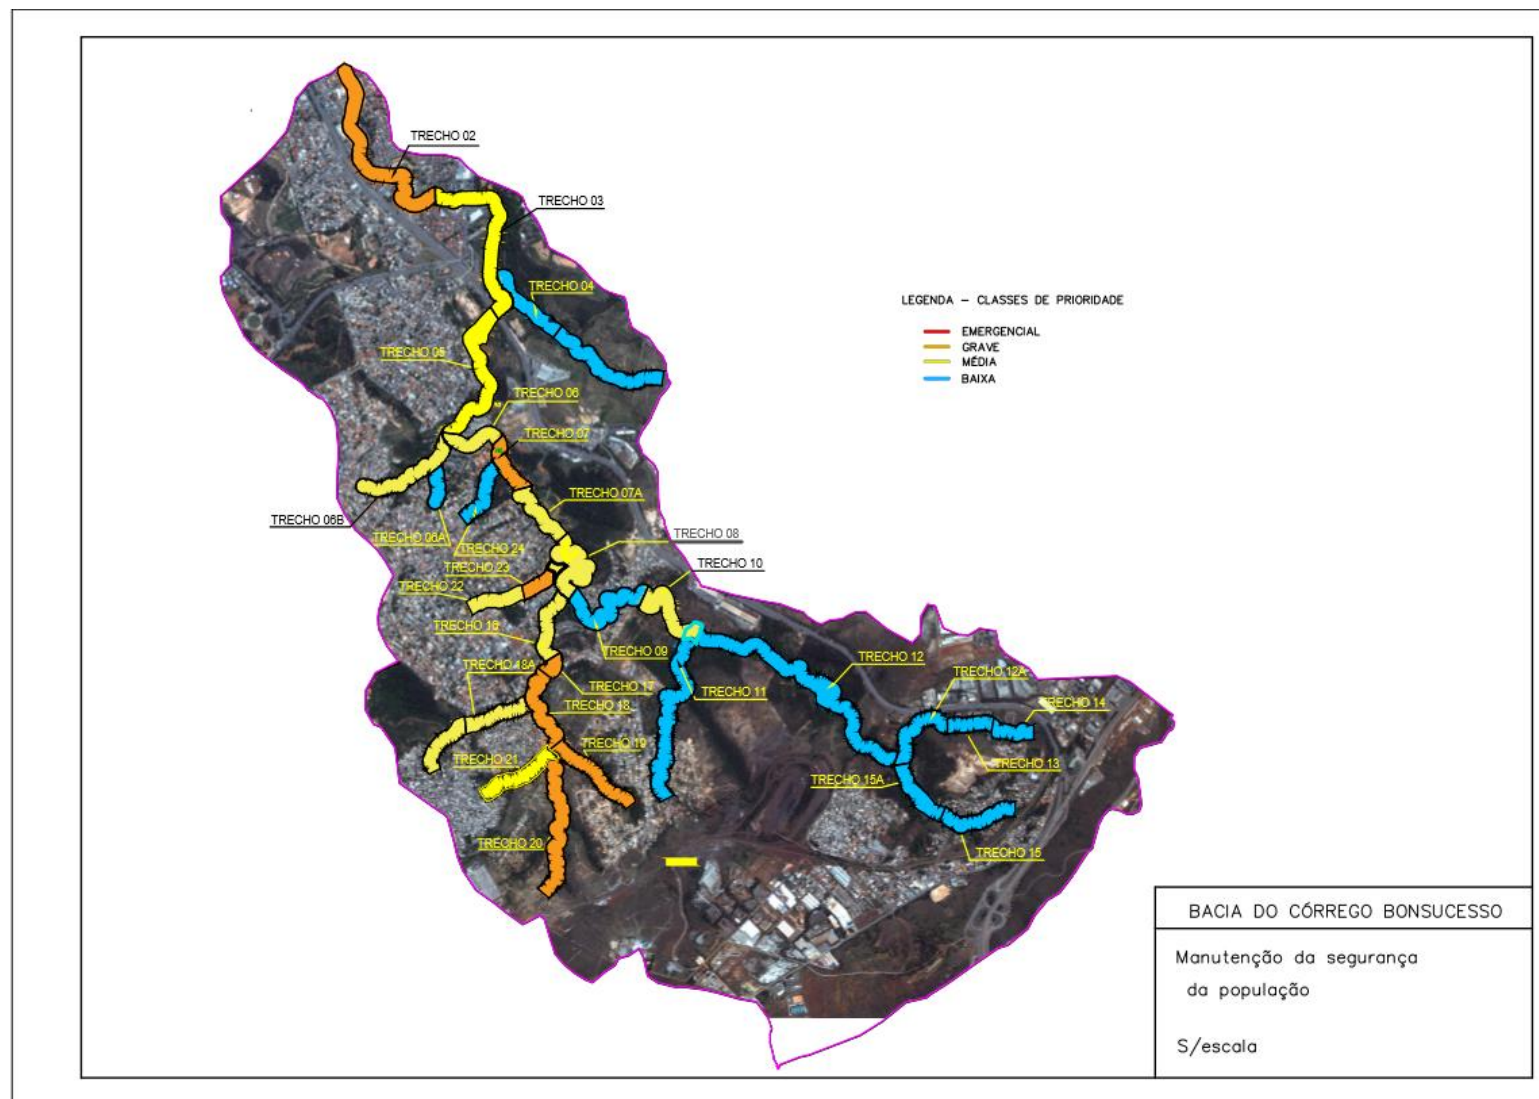 TRECHO 02
TRECHO 03
TRECHO 04
LEGENDA – CLASSES DE PRIORIDADE
EMERGENCIAL
GRAVE
MÉDIA
BAIXA
TRECHO 05
TRECHO 06
TRECHO 07
TRECHO 07A
TRECHO 06B
TRECHO 06A
TRECHO 24
TRECHO 08
TRECHO 23
TRECHO 10
TRECHO 22
TRECHO 16
TRECHO 09
TRECHO 18A
TRECHO 17
TRECHO 11
TRECHO 12
TRECHO 12A
TRECHO 18
TRECHO 14
TRECHO 19
TRECHO 21
TRECHO 13
TRECHO 15A
TRECHO 20
TRECHO 15
BACIA DO CÓRREGO BONSUCESSO
Manutenção da segurança
da população
S/escala